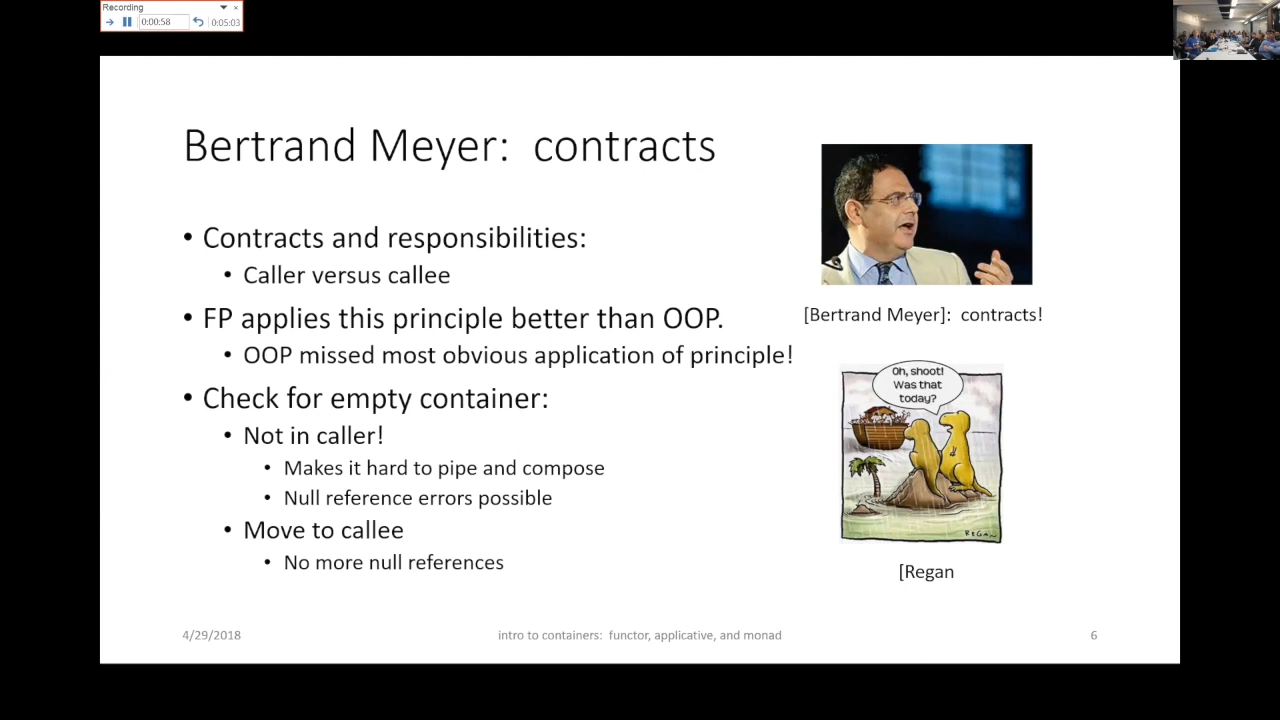 Recording
0:00:58
0:05:03
Bertrand Meyer: contracts
• Contracts and responsibilities:
• Caller versus callee
• FP applies this principle better than OOP.
• OOP missed most obvious application of principle!
• Check for empty container:
• Not in caller!
• Makes it hard to pipe and compose
• Null reference errors possible
• Move to callee
• No more null references
[Bertrand Meyer]: contracts!
Oh, shoot!
Was that
today?
REGAN
[Regan
4/29/2018
intro to containers: functor, applicative, and monad
6